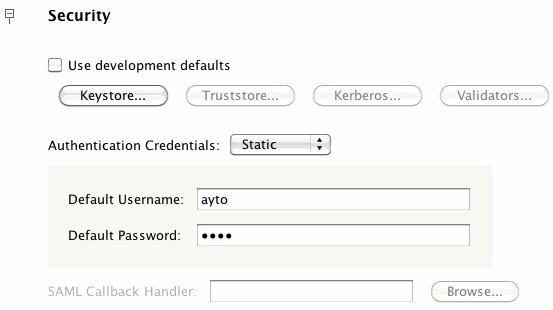 Security
Use development defaults
Keystore... Truststore... Kerberos... Validators...
Authentication Credentials: Static
Default Username: ayto
Default Password: ••••
SAML Callback Handler: Browse...